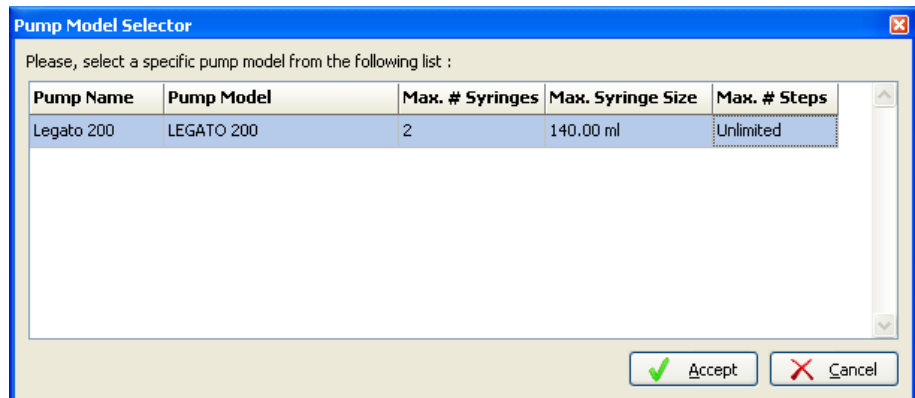 Pump Model Selector
Please, select a specific pump model from the following list :
Pump Name Pump Model Max. # Syringes Max. Syringe Size Max. # Steps
Legato 200 LEGATO 200 2 140.00 ml Unlimited
Accept Cancel